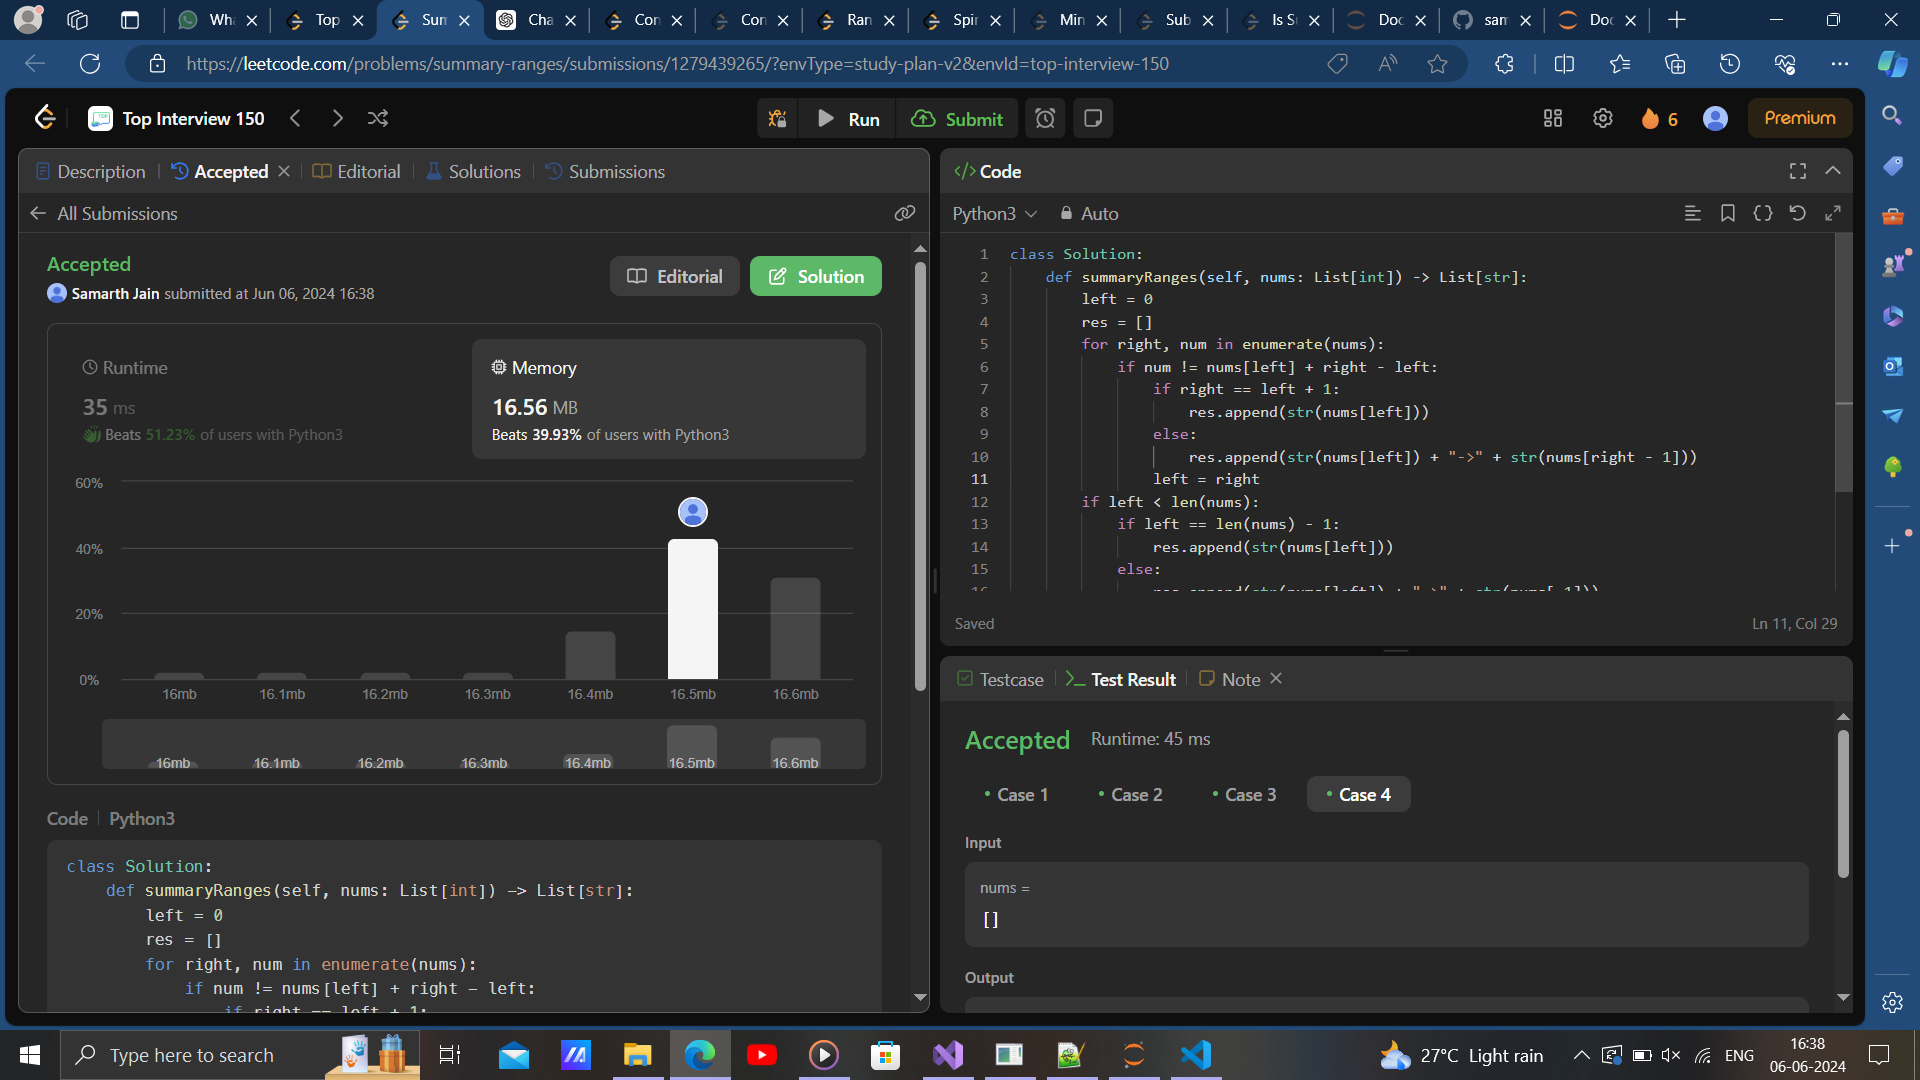 Wha
Top
Sum
Cha
Con
Con
Ran
Spir
Min
Sub
Is Su
Doc
sam
Doc
https://leetcode.com/problems/summary-ranges/submissions/1279439265/?envType=study-plan-v2&envId=top-interview-150
Top Interview 150
Run
Submit
6
Premium
Description
Accepted
Editorial
Solutions
Submissions
All Submissions
Accepted
Samarth Jain submitted at Jun 06, 2024 16:38
Editorial
Solution
Runtime
35 ms
Beats 51.23% of users with Python3
Memory
16.56 MB
Beats 39.93% of users with Python3
60%
40%
20%
0%
16mb 16.1mb 16.2mb 16.3mb 16.4mb 16.5mb 16.6mb
16mb 16.1mb 16.2mb 16.3mb 16.4mb 16.5mb 16.6mb
Code | Python3
class Solution:
def summaryRanges(self, nums: List[int]) -> List[str]:
left = 0
res = []
for right, num in enumerate(nums):
if num != nums[left] + right - left:
if right == left + 1:
</> Code
Python3
Auto
1 class Solution:
2 def summaryRanges(self, nums: List[int]) -> List[str]:
3 left = 0
4 res = []
5 for right, num in enumerate(nums):
6 if num != nums[left] + right - left:
7 if right == left + 1:
8 res.append(str(nums[left]))
9 else:
10 res.append(str(nums[left]) + "->" + str(nums[right - 1]))
11 left = right
12 if left < len(nums):
13 if left == len(nums) - 1:
14 res.append(str(nums[left]))
15 else:
16 res.append(str(nums[left]) + "->" + str(nums[-1]))
Saved
Ln 11, Col 29
Testcase
Test Result
Note
Accepted
Runtime: 45 ms
Case 1
Case 2
Case 3
Case 4
Input
nums =
[]
Output
Type here to search
27°C Light rain
ENG
16:38
06-06-2024